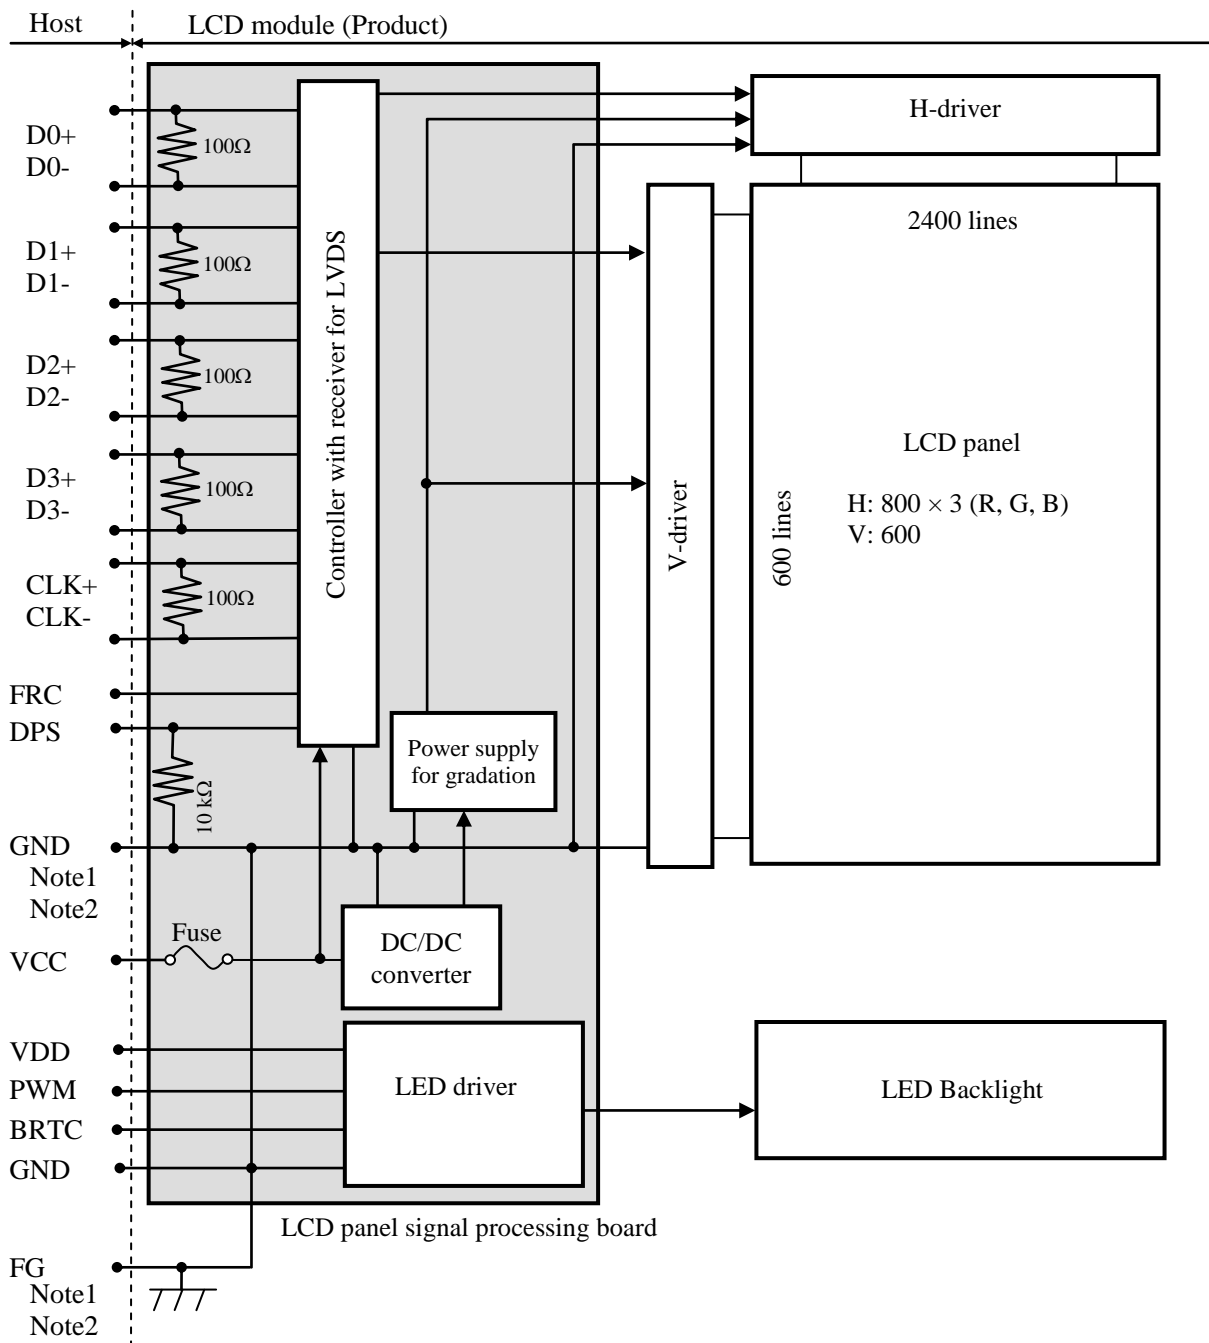 Host
LCD module (Product)
D0+
D0-
100Ω
D1+
D1-
100Ω
D2+
D2-
100Ω
D3+
D3-
100Ω
CLK+
CLK-
100Ω
FRC
DPS
10 kΩ
GND
Note1
Note2
Fuse
VCC
VDD
PWM
BRTC
GND
FG
Note1
Note2
Controller with receiver for LVDS
Power supply
for gradation
DC/DC
converter
LED driver
LCD panel signal processing board
H-driver
V-driver
2400 lines
600 lines
LCD panel
H: 800 × 3 (R, G, B)
V: 600
LED Backlight